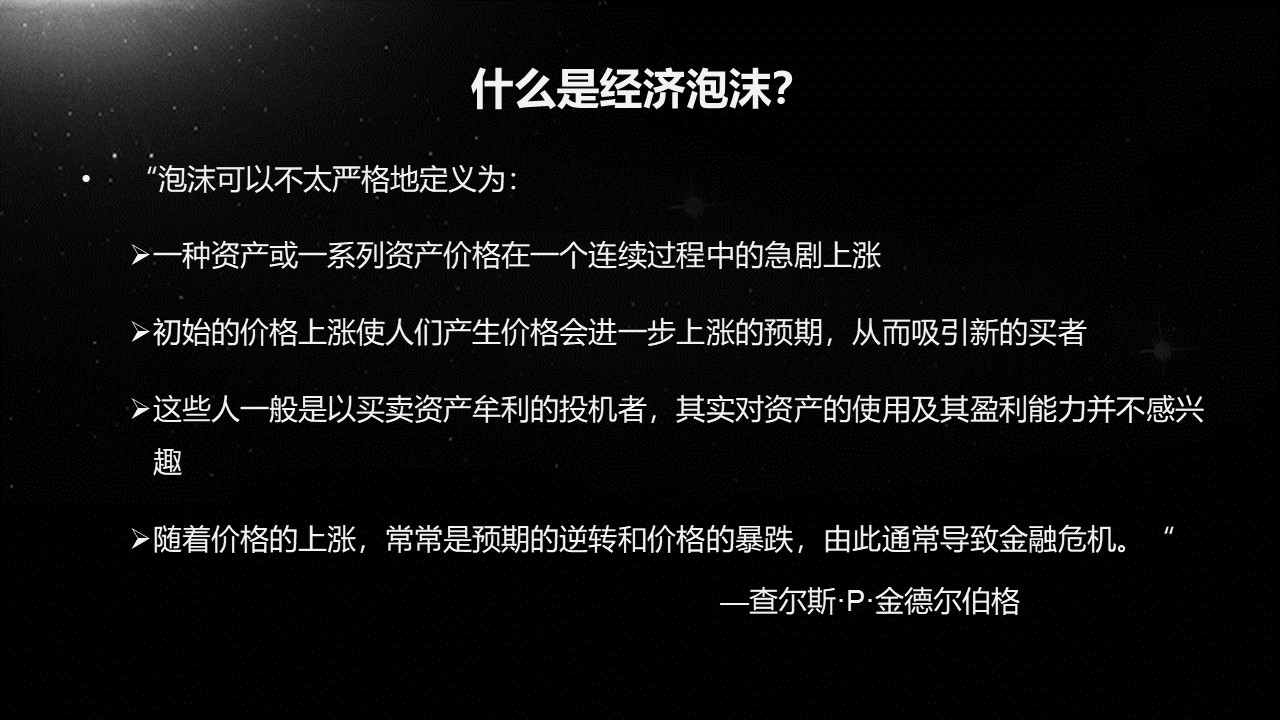 什么是经济泡沫？
• “泡沫可以不太严格地定义为：
➢一种资产或一系列资产价格在一个连续过程中的急剧上涨
➢初始的价格上涨使人们产生价格会进一步上涨的预期，从而吸引新的买者
➢这些人一般是以买卖资产牟利的投机者，其实对资产的使用及其盈利能力并不感兴
趣
➢随着价格的上涨，常常是预期的逆转和价格的暴跌，由此通常导致金融危机。“
—查尔斯·P·金德尔伯格